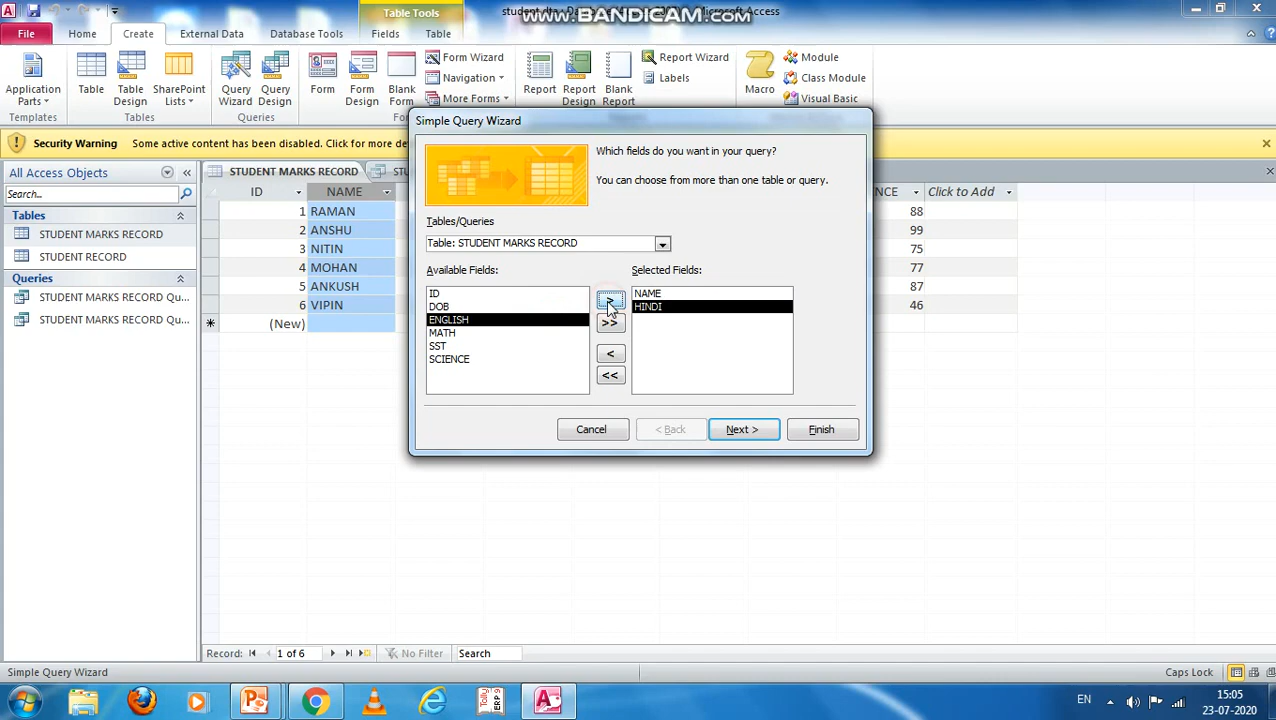 Table Tools
www.BANDICAM.com
Access
File
Home
Create
External Data
Database Tools
Fields
Table
Application Parts
Table
Table Design
SharePoint Lists
Query Wizard
Query Design
Form
Form Design
Blank Form
Form Wizard
Navigation
More Forms
Report
Report Design
Blank Report
Report Wizard
Labels
Macro
Module
Class Module
Visual Basic
Templates
Tables
Queries
Security Warning Some active content has been disabled. Click for more de
All Access Objects
Search...
Tables
STUDENT MARKS RECORD
STUDENT RECORD
Queries
STUDENT MARKS RECORD Qu...
STUDENT MARKS RECORD Qu...
STUDENT MARKS RECORD
ID NAME NCE Click to Add
1 RAMAN 88
2 ANSHU 99
3 NITIN 75
4 MOHAN 77
5 ANKUSH 87
6 VIPIN 46
* (New)
Simple Query Wizard
Which fields do you want in your query?
You can choose from more than one table or query.
Tables/Queries
Table: STUDENT MARKS RECORD
Available Fields:
Selected Fields:
ID
DOB
ENGLISH
MATH
SST
SCIENCE
>
>>
<
<<
NAME
HINDI
Cancel
< Back
Next >
Finish
Record: 1 of 6 No Filter Search
Simple Query Wizard
Caps Lock
EN
15:05
23-07-2020